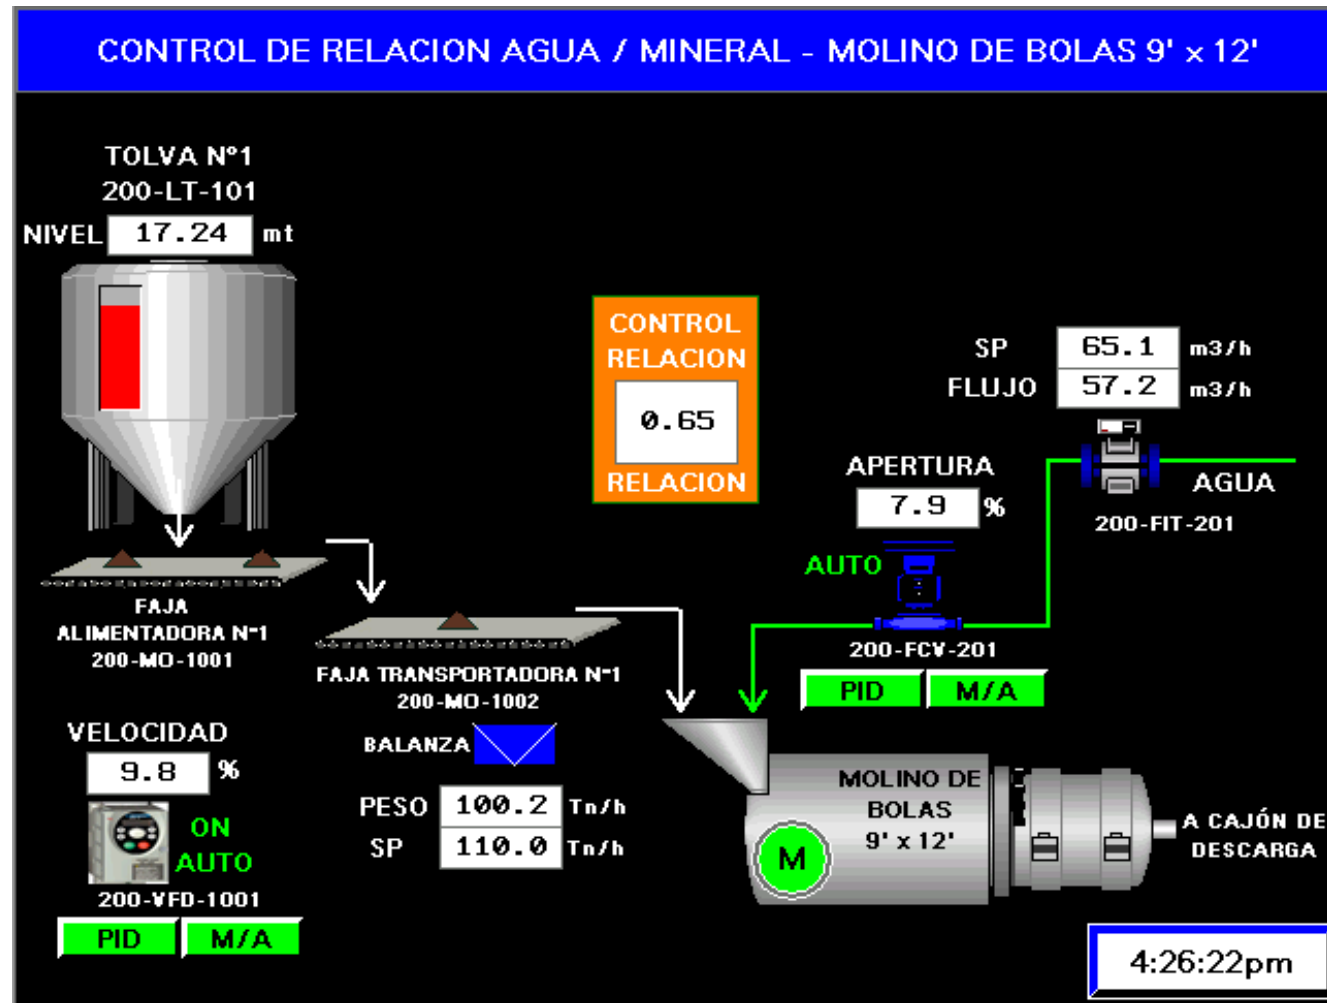 CONTROL DE RELACION AGUA / MINERAL - MOLINO DE BOLAS 9' x 12'
TOLVA Nº1
200-LT-101
NIVEL 17.24 mt
CONTROL
RELACION
0.65
RELACION
SP 65.1 m3/h
FLUJO 57.2 m3/h
AGUA
200-FIT-201
APERTURA
7.9 %
AUTO
200-FCV-201
PID M/A
FAJA
ALIMENTADORA Nº1
200-MO-1001
FAJA TRANSPORTADORA Nº1
200-MO-1002
BALANZA
PESO 100.2 Tn/h
SP 110.0 Tn/h
VELOCIDAD
9.8 %
ON
AUTO
200-VFD-1001
PID M/A
MOLINO DE
BOLAS
9' x 12'
M
A CAJÓN DE
DESCARGA
4:26:22pm